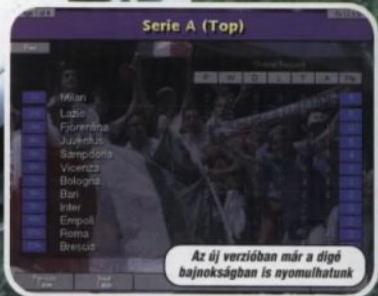 Serie A (Top)
P W D L F A Pts
Milan
Lazio
Fiorentina
Juventus
Sampdoria
Vicenza
Bologna
Bari
Inter
Empoli
Roma
Brescia
Az új verzióban már a digó
bajnokságban is nyomulhatunk